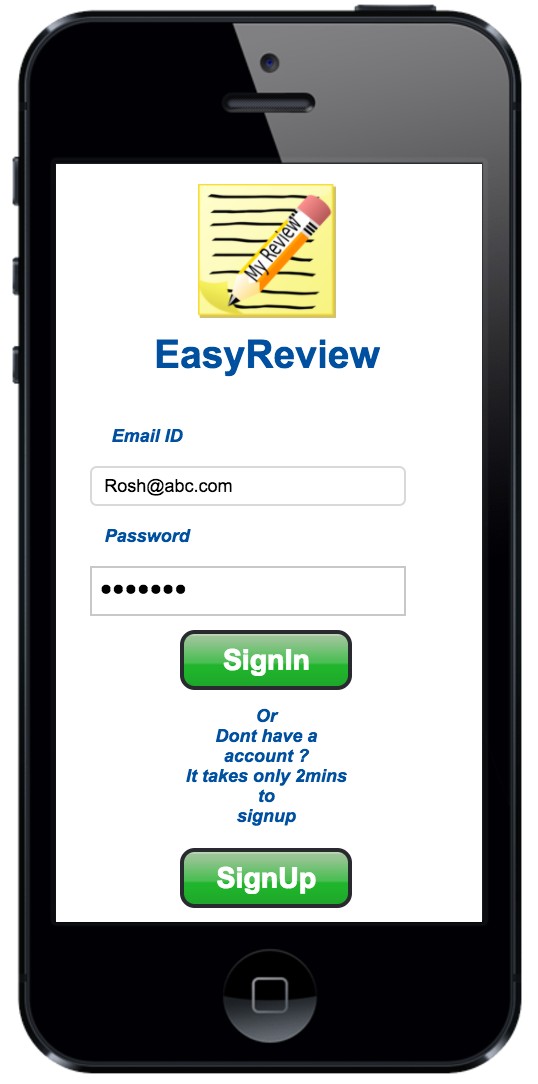 My Review
EasyReview
Email ID
Rosh@abc.com
Password
•••••••
SignIn
Or
Dont have a
account ?
It takes only 2mins
to
signup
SignUp